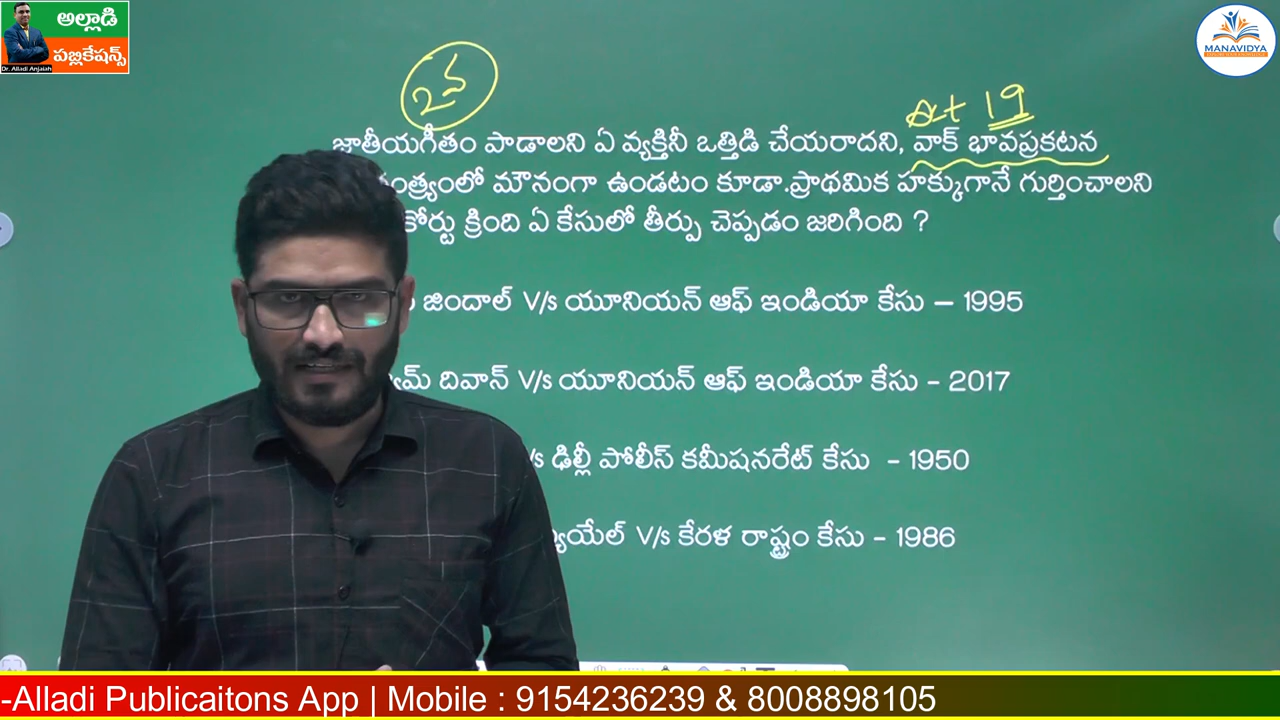 అల్లాడి
పబ్లికేషన్స్
Dr. Alladi Anjaiah
MANAVIDYA
2వ
Art 19
జాతీయగీతం పాడాలని ఏ వ్యక్తినీ ఒత్తిడి చేయరాదని, వాక్ భావప్రకటన
మౌనంగా ఉండటం కూడా.ప్రాథమిక హక్కుగానే గుర్తించాలని
కోర్టు క్రింది ఏ కేసులో తీర్పు చెప్పడం జరిగింది ?
జిందాల్ V/s యూనియన్ ఆఫ్ ఇండియా కేసు – 1995
దివాన్ V/s యూనియన్ ఆఫ్ ఇండియా కేసు - 2017
ఢిల్లీ పోలీస్ కమీషనరేట్ కేసు - 1950
V/s కేరళ రాష్ట్రం కేసు - 1986
-Alladi Publicaitons App | Mobile : 9154236239 & 8008898105